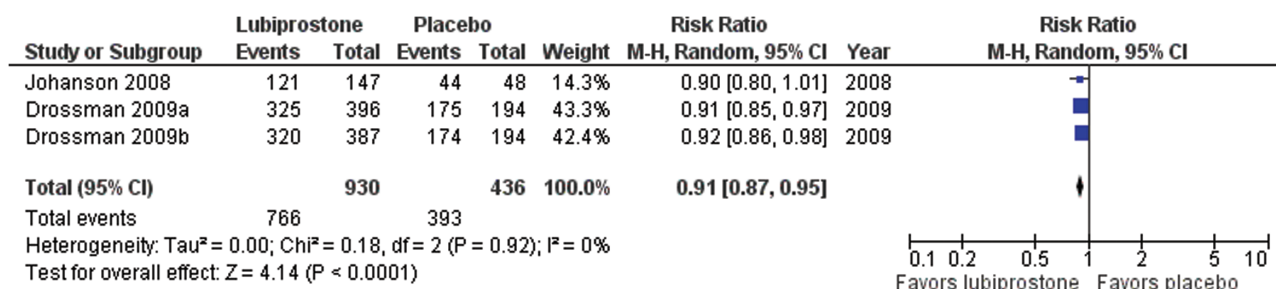 Lubiprostone Placebo Risk Ratio Risk Ratio
Study or Subgroup Events Total Events Total Weight M-H, Random, 95% CI Year M-H, Random, 95% CI
Johanson 2008 121 147 44 48 14.3% 0.90 [0.80, 1.01] 2008
Drossman 2009a 325 396 175 194 43.3% 0.91 [0.85, 0.97] 2009
Drossman 2009b 320 387 174 194 42.4% 0.92 [0.86, 0.98] 2009
Total (95% CI) 930 436 100.0% 0.91 [0.87, 0.95]
Total events 766 393
Heterogeneity: Tau² = 0.00; Chi² = 0.18, df = 2 (P = 0.92); I² = 0%
Test for overall effect: Z = 4.14 (P < 0.0001)
0.1 0.2 0.5 1 2 5 10
Favors lubiprostone Favors placebo